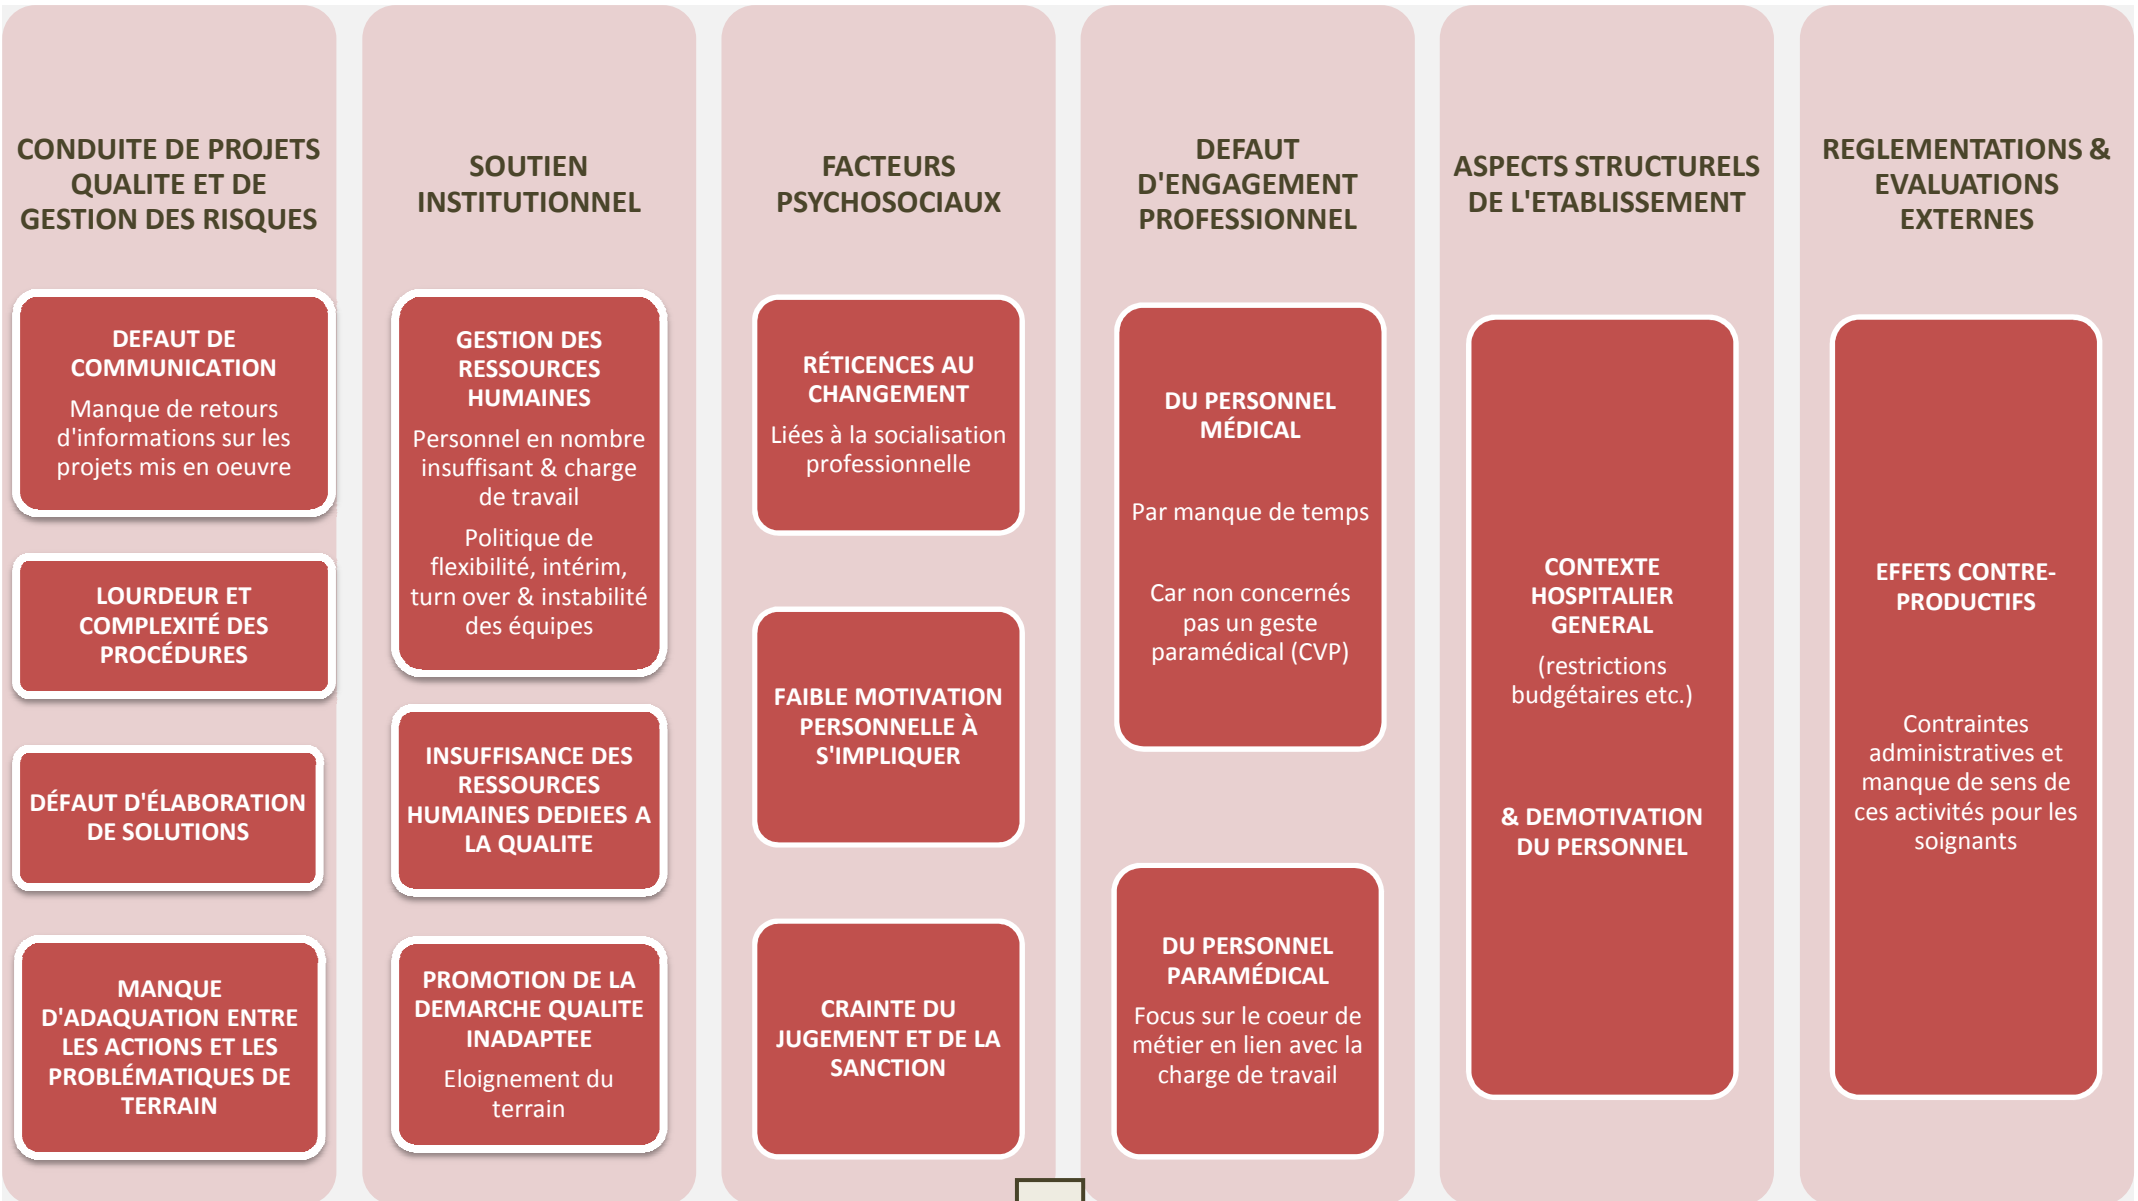 CONDUITE DE PROJETS
QUALITE ET DE
GESTION DES RISQUES
DEFAUT DE
COMMUNICATION
Manque de retours
d'informations sur les
projets mis en oeuvre
LOURDEUR ET
COMPLEXITÉ DES
PROCÉDURES
DÉFAUT D'ÉLABORATION
DE SOLUTIONS
MANQUE
D'ADAQUATION ENTRE
LES ACTIONS ET LES
PROBLÉMATIQUES DE
TERRAIN
SOUTIEN
INSTITUTIONNEL
GESTION DES
RESSOURCES
HUMAINES
Personnel en nombre
insuffisant & charge
de travail
Politique de
flexibilité, intérim,
turn over & instabilité
des équipes
INSUFFISANCE DES
RESSOURCES
HUMAINES DEDIEES A
LA QUALITE
PROMOTION DE LA
DEMARCHE QUALITE
INADAPTEE
Eloignement du
terrain
FACTEURS
PSYCHOSOCIAUX
RÉTICENCES AU
CHANGEMENT
Liées à la socialisation
professionnelle
FAIBLE MOTIVATION
PERSONNELLE À
S'IMPLIQUER
CRAINTE DU
JUGEMENT ET DE LA
SANCTION
DEFAUT
D'ENGAGEMENT
PROFESSIONNEL
DU PERSONNEL
MÉDICAL
Par manque de temps
Car non concernés
pas un geste
paramédical (CVP)
DU PERSONNEL
PARAMÉDICAL
Focus sur le coeur de
métier en lien avec la
charge de travail
ASPECTS STRUCTURELS
DE L'ETABLISSEMENT
CONTEXTE
HOSPITALIER
GENERAL
(restrictions
budgétaires etc.)
& DEMOTIVATION
DU PERSONNEL
REGLEMENTATIONS &
EVALUATIONS
EXTERNES
EFFETS CONTRE-
PRODUCTIFS
Contraintes
administratives et
manque de sens de
ces activités pour les
soignants